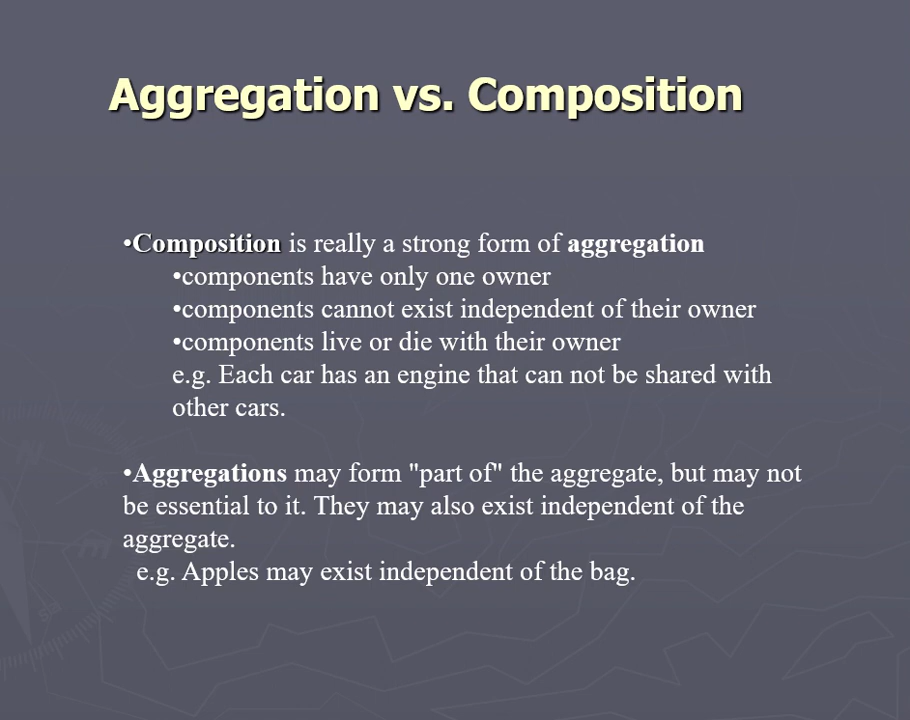 Aggregation vs. Composition
•Composition is really a strong form of aggregation
•components have only one owner
•components cannot exist independent of their owner
•components live or die with their owner
e.g. Each car has an engine that can not be shared with
other cars.
•Aggregations may form "part of" the aggregate, but may not
be essential to it. They may also exist independent of the
aggregate.
e.g. Apples may exist independent of the bag.